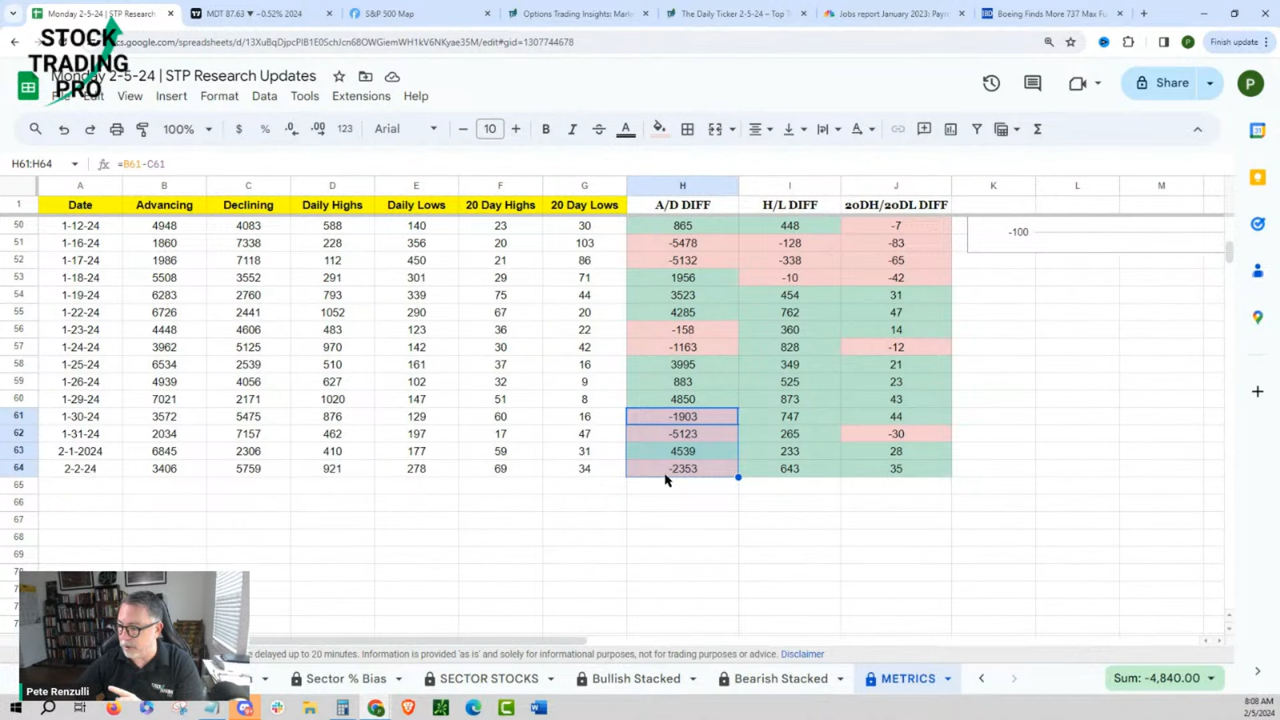 Monday 2-5-24 | STP Research
MDT 87.63 ▼ −0.52% 2024
S&P 500 Map
Options Trading Insights: Mark
The Daily Ticker 2-5-24 – Top
Jobs report January 2023: Payro
Boeing Finds More 737 Max Fu
.google.com/spreadsheets/d/13XuBqDjpcPlB1E0SchJcn68OWGiemWH1kV6NKyae35M/edit#gid=1307744678
Finish update
STOCK
TRADING
PRO
Monday 2-5-24 | STP Research Updates
File Edit View Insert Format Data Tools Extensions Help
Share
P
100% $ % .0 .00 123 Arial 10 B I A Σ
H61:H64 fx =B61-C61
A B C D E F G H I J K L M
1 Date Advancing Declining Daily Highs Daily Lows 20 Day Highs 20 Day Lows A/D DIFF H/L DIFF 20DH/20DL DIFF
50 1-12-24 4948 4083 588 140 23 30 865 448 -7 -100
51 1-16-24 1860 7338 228 356 20 103 -5478 -128 -83
52 1-17-24 1986 7118 112 450 21 86 -5132 -338 -65
53 1-18-24 5508 3552 291 301 29 71 1956 -10 -42
54 1-19-24 6283 2760 793 339 75 44 3523 454 31
55 1-22-24 6726 2441 1052 290 67 20 4285 762 47
56 1-23-24 4448 4606 483 123 36 22 -158 360 14
57 1-24-24 3962 5125 970 142 30 42 -1163 828 -12
58 1-25-24 6534 2539 510 161 37 16 3995 349 21
59 1-26-24 4939 4056 627 102 32 9 883 525 23
60 1-29-24 7021 2171 1020 147 51 8 4850 873 43
61 1-30-24 3572 5475 876 129 60 16 -1903 747 44
62 1-31-24 2034 7157 462 197 17 47 -5123 265 -30
63 2-1-2024 6845 2306 410 177 59 31 4539 233 28
64 2-2-24 3406 5759 921 278 69 34 -2353 643 35
65
66
67
68
69
e delayed up to 20 minutes. Information is provided 'as is' and solely for informational purposes, not for trading purposes or advice. Disclaimer
Sector % Bias SECTOR STOCKS Bullish Stacked Bearish Stacked METRICS Sum: -4,840.00
Pete Renzulli
8:08 AM
2/5/2024